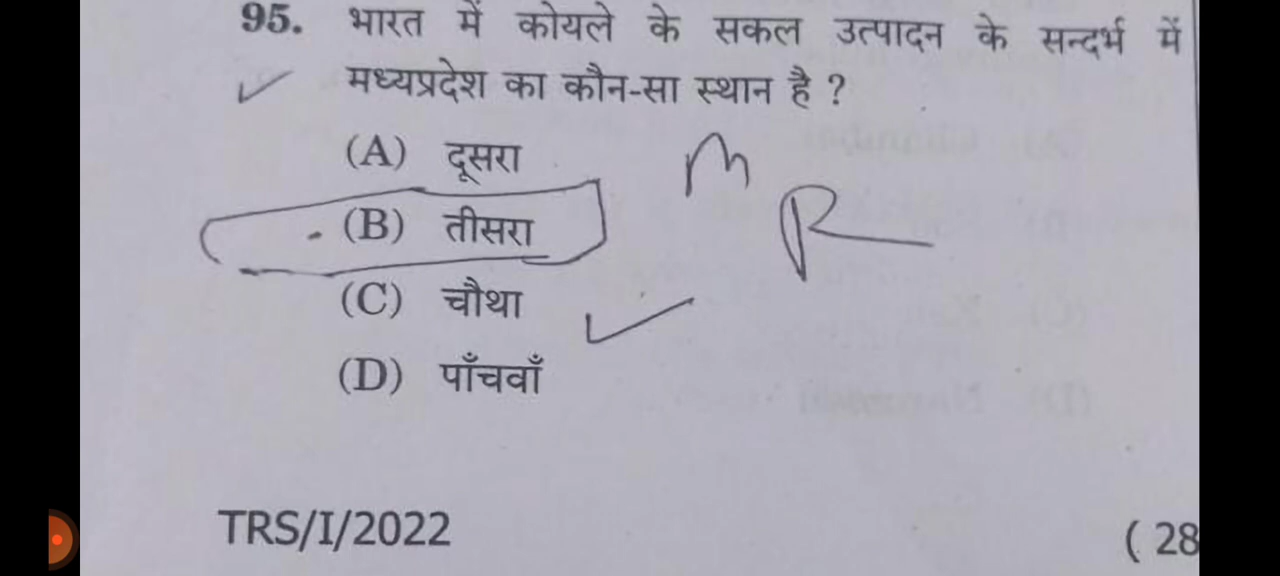 95. भारत में कोयले के सकल उत्पादन के सन्दर्भ में
मध्यप्रदेश का कौन-सा स्थान है ?
(A) दूसरा
(B) तीसरा
(C) चौथा
(D) पाँचवाँ
TRS/I/2022
( 28